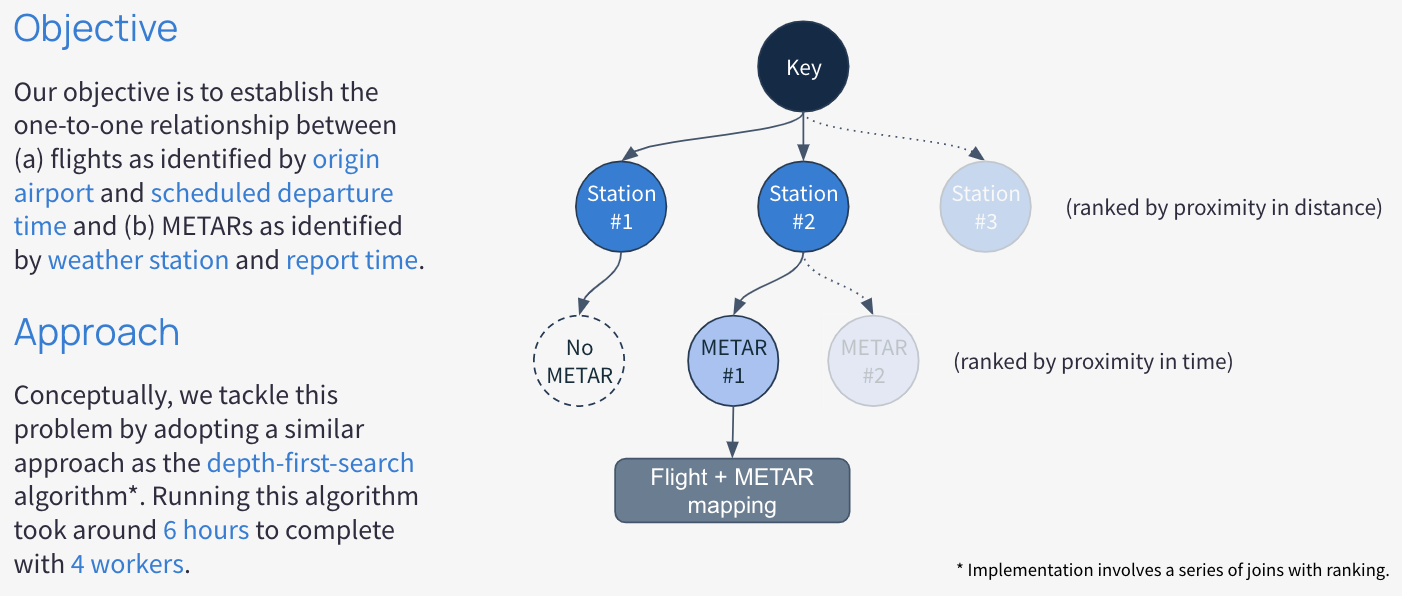 Objective
Our objective is to establish the
one-to-one relationship between
(a) flights as identified by origin
airport and scheduled departure
time and (b) METARs as identified
by weather station and report time.
Approach
Conceptually, we tackle this
problem by adopting a similar
approach as the depth-first-search
algorithm*. Running this algorithm
took around 6 hours to complete
with 4 workers.
Key
Station
#1
Station
#2
Station
#3
(ranked by proximity in distance)
No
METAR
METAR
#1
METAR
#2
(ranked by proximity in time)
Flight + METAR
mapping
* Implementation involves a series of joins with ranking.